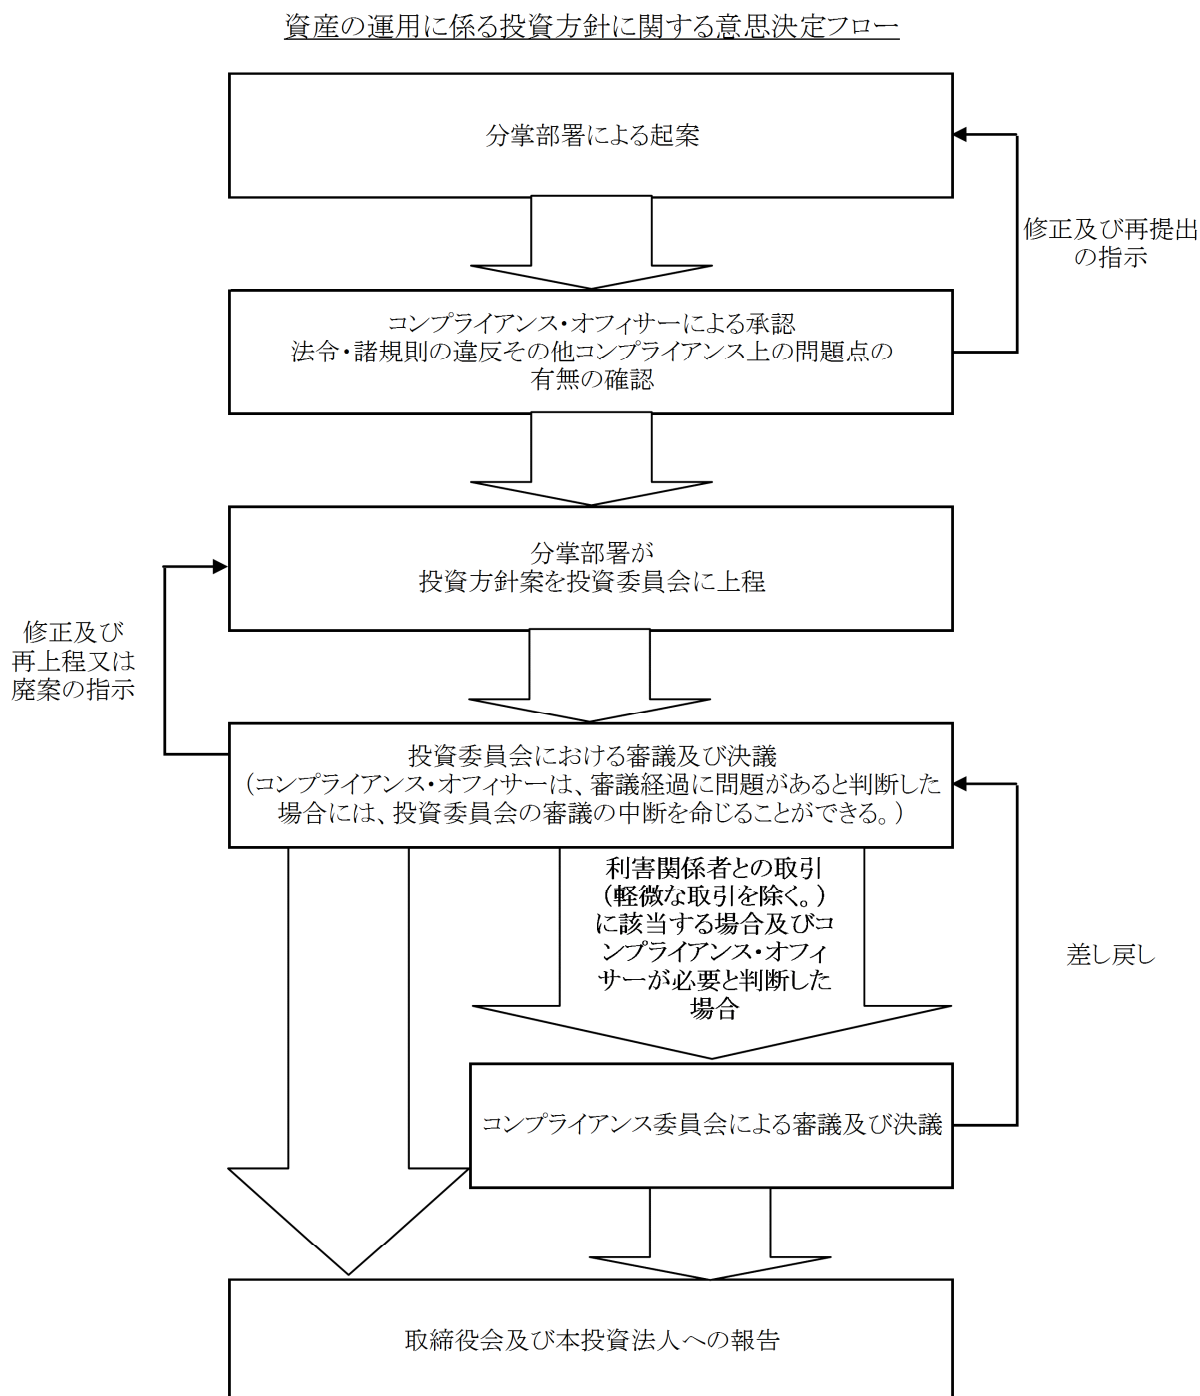 資産の運用に係る投資方針に関する意思決定フロー
分掌部署による起案
修正及び再提出
の指示
コンプライアンス・オフィサーによる承認
法令・諸規則の違反その他コンプライアンス上の問題点の
有無の確認
分掌部署が
投資方針案を投資委員会に上程
修正及び
再上程又は
廃案の指示
投資委員会における審議及び決議
(コンプライアンス・オフィサーは、審議経過に問題があると判断した
場合には、投資委員会の審議の中断を命じることができる。)
利害関係者との取引
(軽微な取引を除く。)
に該当する場合及びコ
ンプライアンス・オフィ
サーが必要と判断した
場合
差し戻し
コンプライアンス委員会による審議及び決議
取締役会及び本投資法人への報告